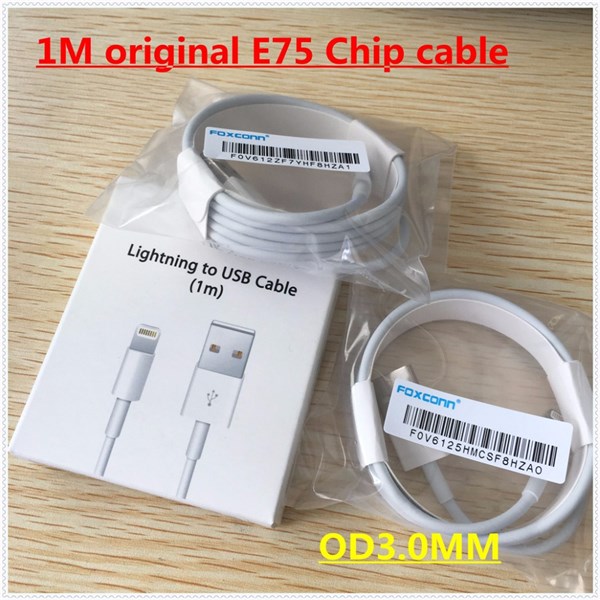 1M original E75 Chip cable
FOXCONN
F0V612ZF7YHF8HZA1
Lightning to USB Cable
(1m)
FOXCONN
F0V6125HMCSF8HZA0
OD3.0MM